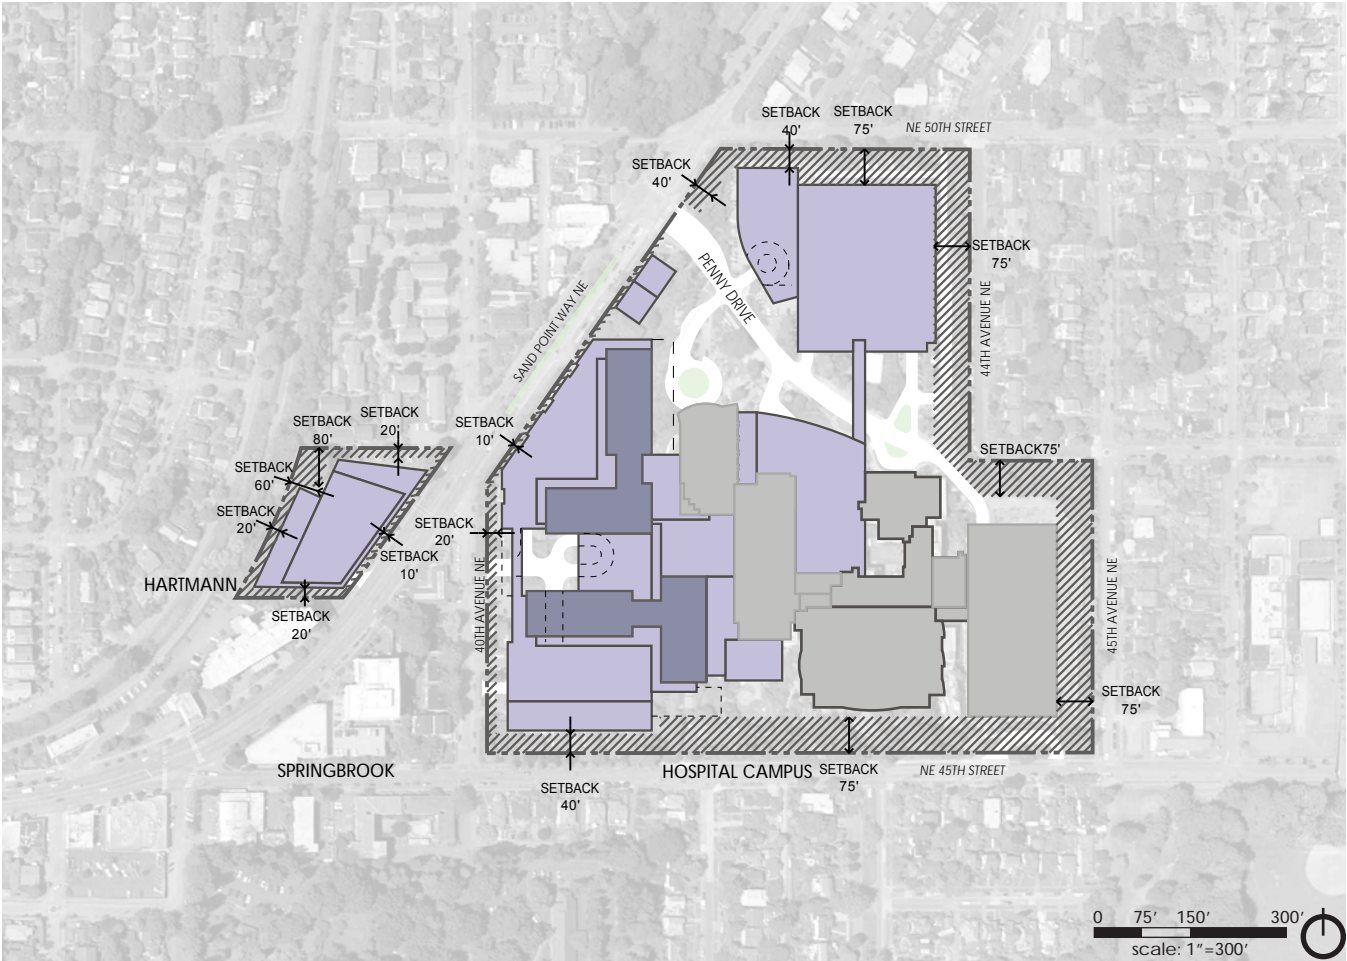 SETBACK
40'
SETBACK
75'
NE 50TH STREET
SETBACK
40'
PENNY DRIVE
SETBACK
75'
SAND POINT WAY NE
44TH AVENUE NE
SETBACK
80'
SETBACK
20'
SETBACK
10'
SETBACK75'
SETBACK
60'
SETBACK
20'
SETBACK
20'
SETBACK
10'
HARTMANN
SETBACK
20'
40TH AVENUE NE
45TH AVENUE NE
SETBACK
75'
SPRINGBROOK
HOSPITAL CAMPUS
SETBACK
75'
NE 45TH STREET
SETBACK
40'
0 75' 150' 300'
scale: 1"=300'